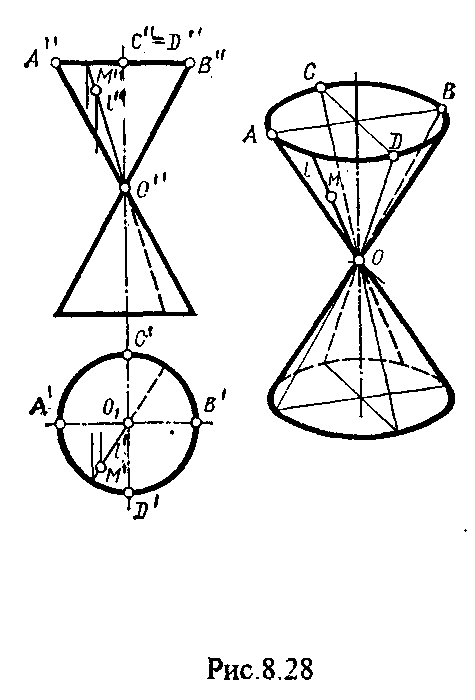 A" C"≡D" B"
M"
l"
O"
C'
A' O₁ B'
l'
M'
D'
C B
A D
l M
O
Рис.8.28